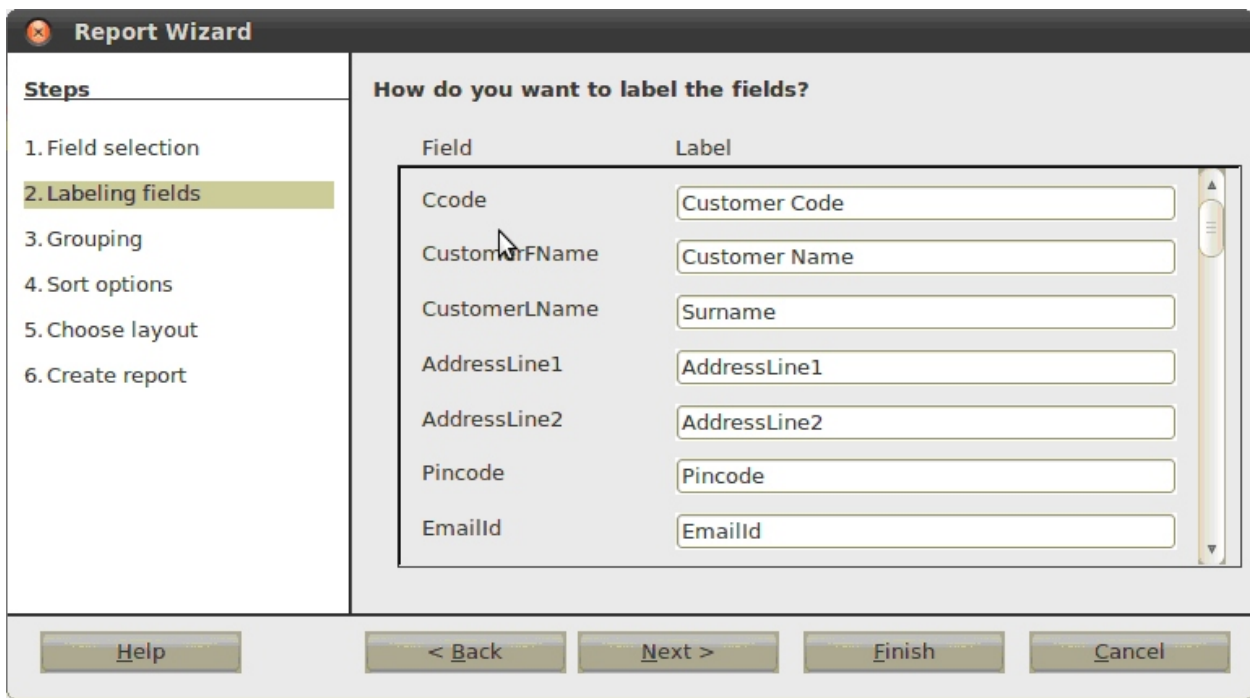 Report Wizard
Steps
1. Field selection
2. Labeling fields
3. Grouping
4. Sort options
5. Choose layout
6. Create report
How do you want to label the fields?
Field Label
Ccode Customer Code
CustomerFName Customer Name
CustomerLName Surname
AddressLine1 AddressLine1
AddressLine2 AddressLine2
Pincode Pincode
EmailId EmailId
Help < Back Next > Finish Cancel